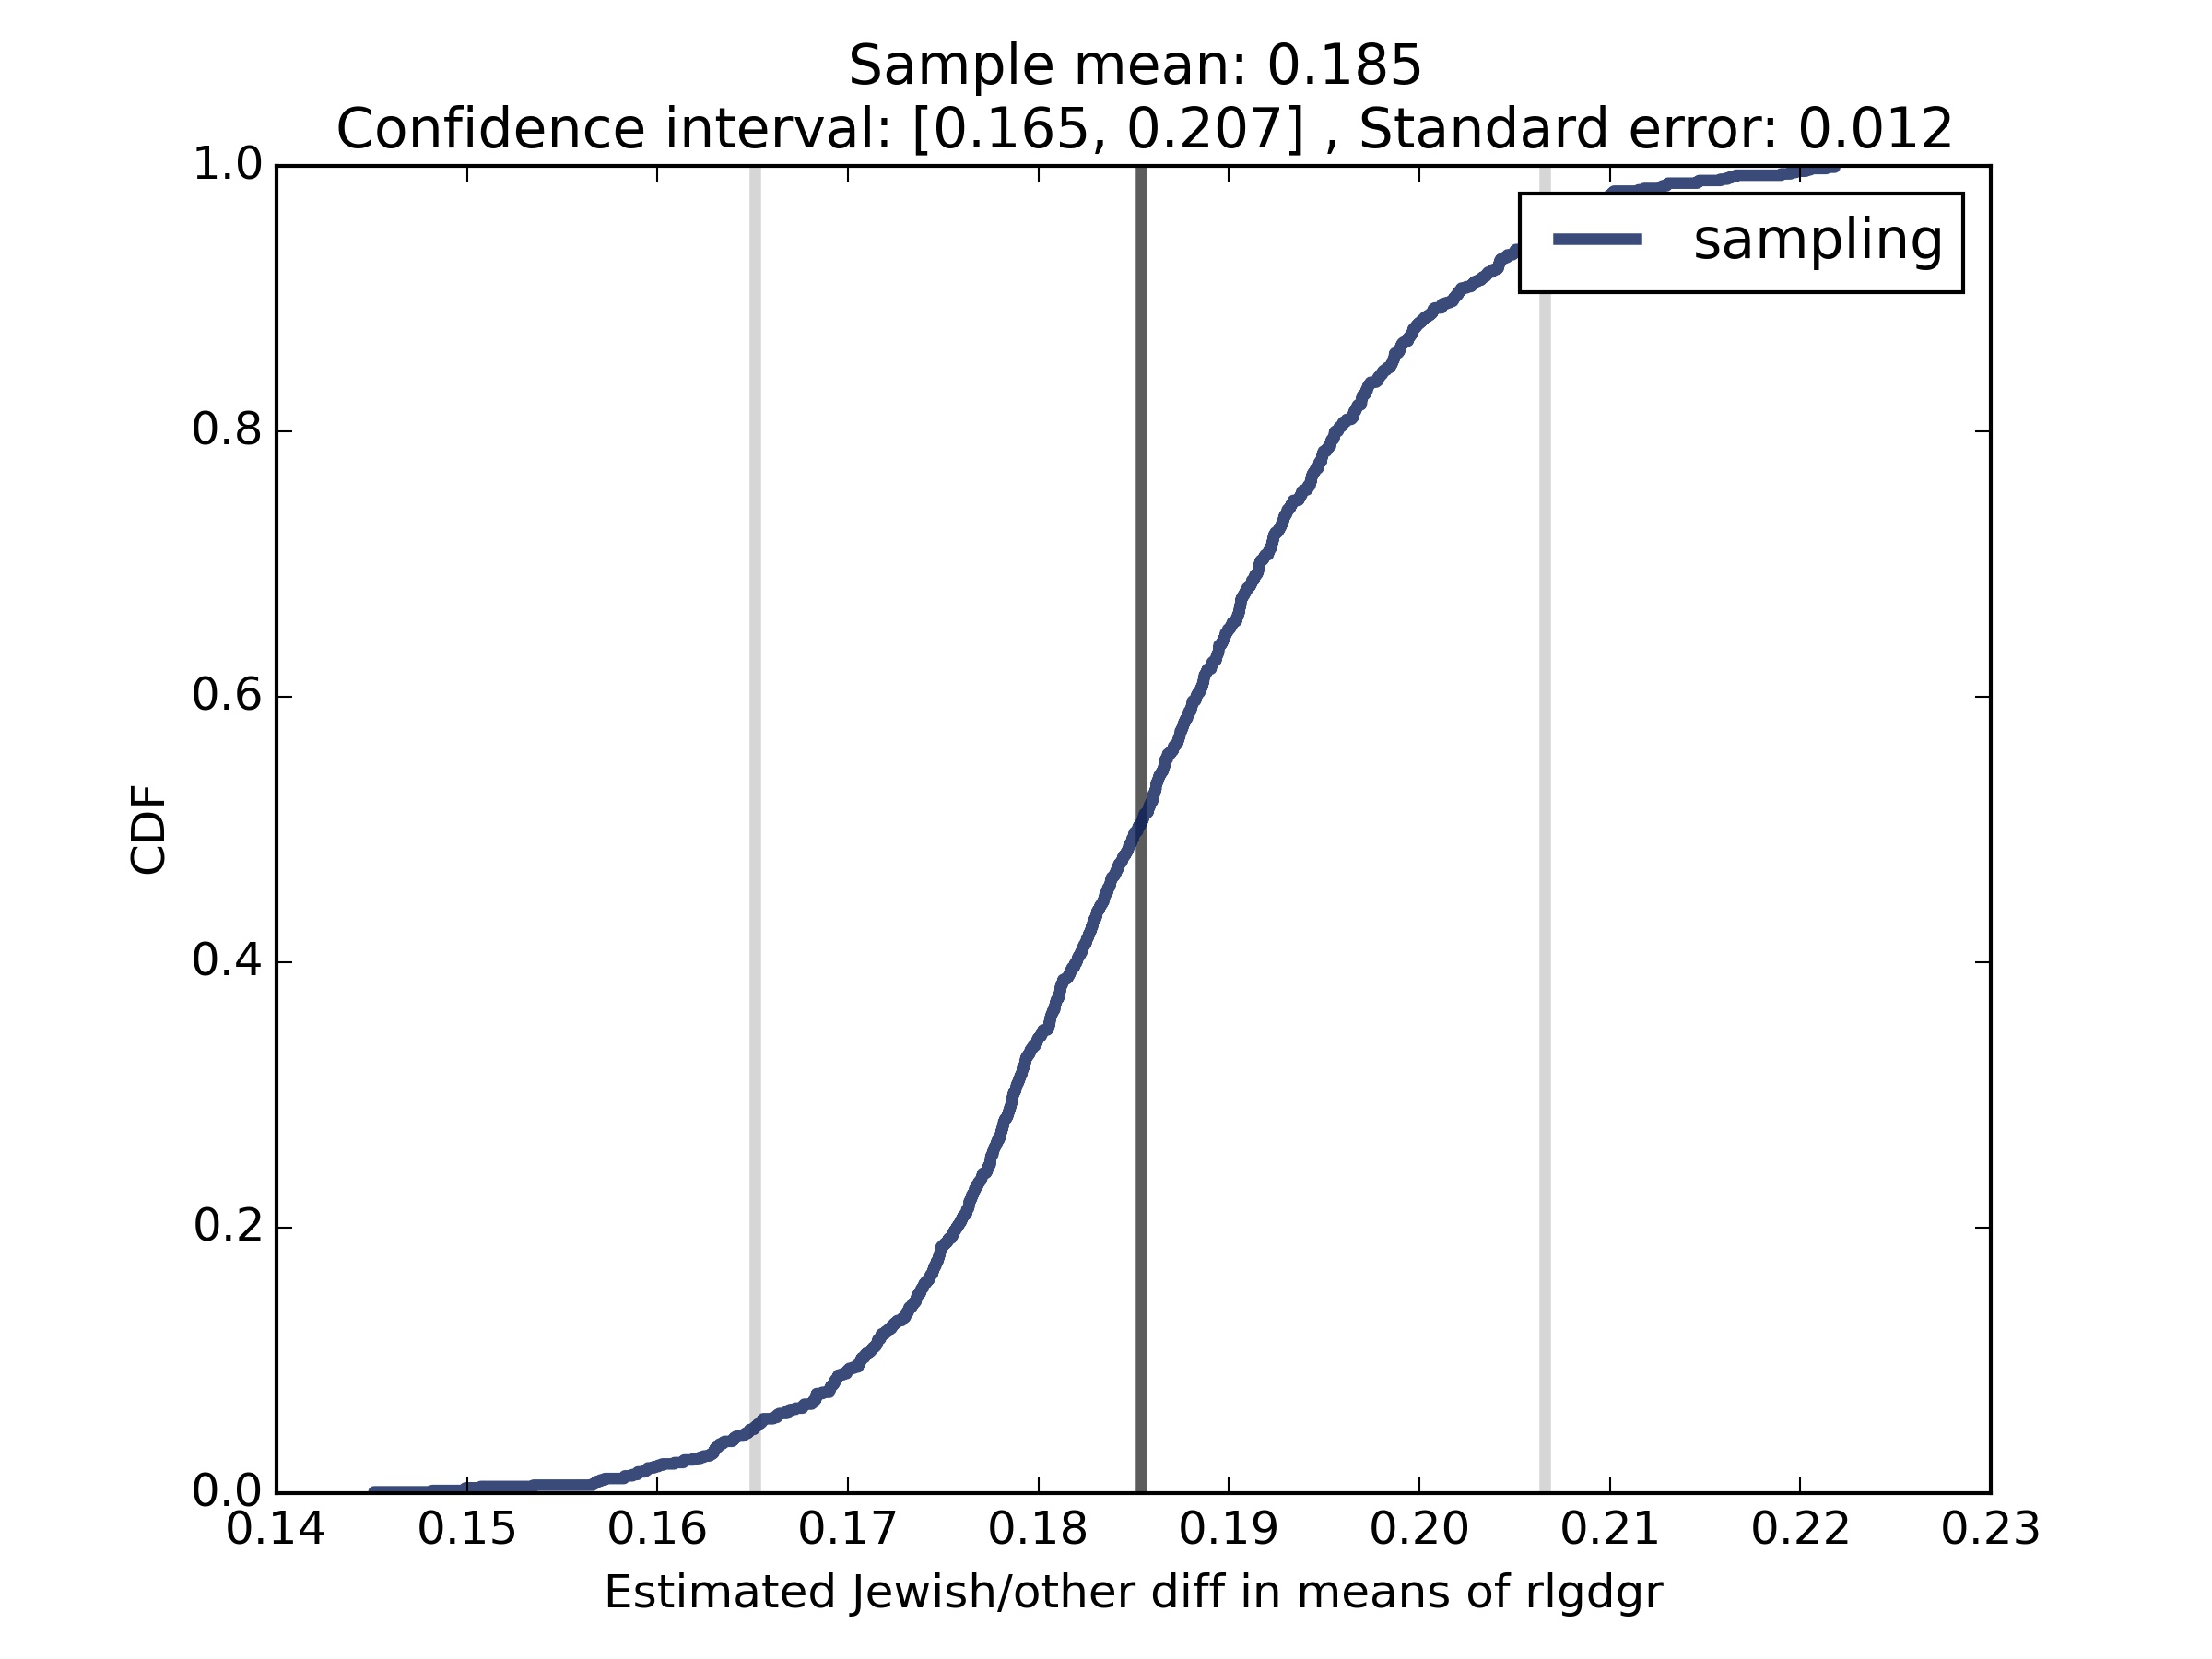 Sample mean: 0.185
Confidence interval: [0.165, 0.207] , Standard error: 0.012
1.0
sampling
0.8
0.6
CDF
0.4
0.2
0.0
0.14 0.15 0.16 0.17 0.18 0.19 0.20 0.21 0.22 0.23
Estimated Jewish/other diff in means of rlgdgr